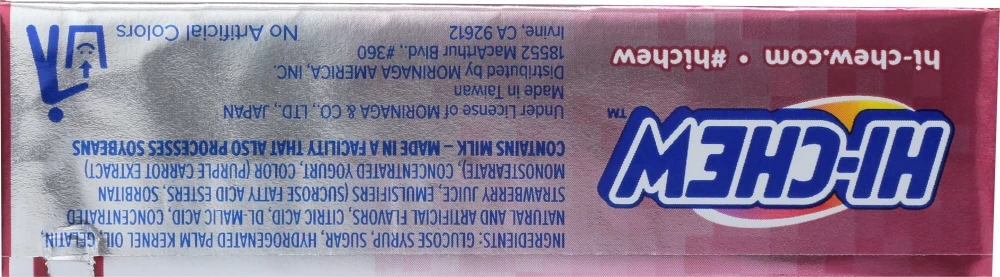 HI-CHEW™
hi-chew.com • #hichew
INGREDIENTS: GLUCOSE SYRUP, SUGAR, HYDROGENATED PALM KERNEL OIL, GELATIN,
NATURAL AND ARTIFICIAL FLAVORS, CITRIC ACID, DL-MALIC ACID, CONCENTRATED
STRAWBERRY JUICE, EMULSIFIERS (SUCROSE FATTY ACID ESTERS, SORBITAN
MONOSTEARATE), CONCENTRATED YOGURT, COLOR (PURPLE CARROT EXTRACT)
CONTAINS MILK – MADE IN A FACILITY THAT ALSO PROCESSES SOYBEANS
Under License of MORINAGA & CO., LTD., JAPAN
Made in Taiwan
Distributed by MORINAGA AMERICA, INC.
18552 MacArthur Blvd., #360
Irvine, CA 92612
No Artificial Colors